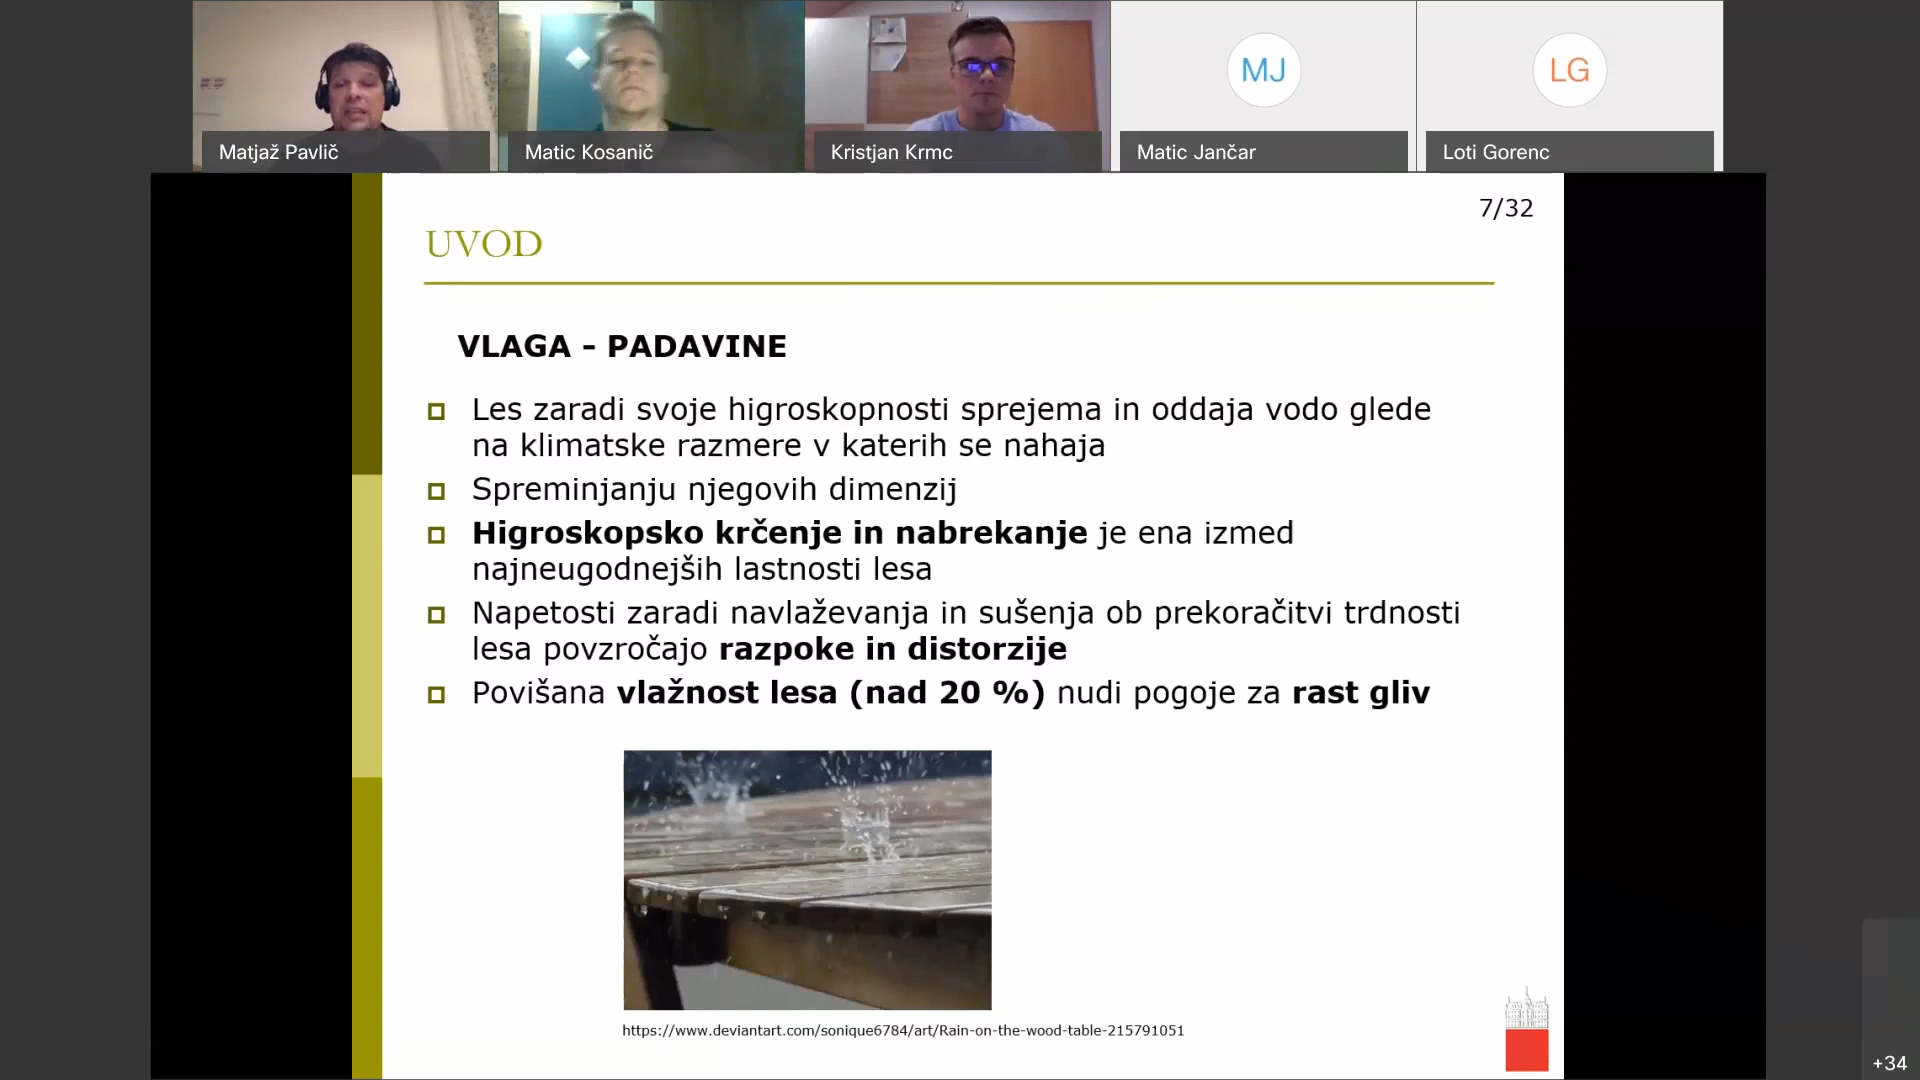 MJ
LG
Matjaž Pavlič
Matic Kosanič
Kristjan Krmc
Matic Jančar
Loti Gorenc
7/32
UVOD
VLAGA – PADAVINE
Les zaradi svoje higroskopnosti sprejema in oddaja vodo glede
na klimatske razmere v katerih se nahaja
Spreminjanju njegovih dimenzij
Higroskopsko krčenje in nabrekanje je ena izmed
najneugodnejših lastnosti lesa
Napetosti zaradi navlaževanja in sušenja ob prekoračitvi trdnosti
lesa povzročajo razpoke in distorzije
Povišana vlažnost lesa (nad 20 %) nudi pogoje za rast gliv
https://www.deviantart.com/sonique6784/art/Rain-on-the-wood-table-215791051
+34